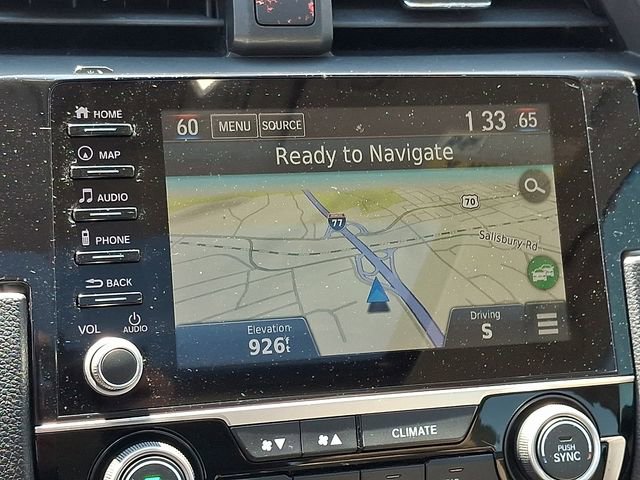 HOME
MAP
AUDIO
PHONE
BACK
VOL AUDIO
60 MENU SOURCE 1 33 65
Ready to Navigate
70
77
Salisbury Rd
Elevation
926ft
Driving
S
CLIMATE
PUSH
SYNC